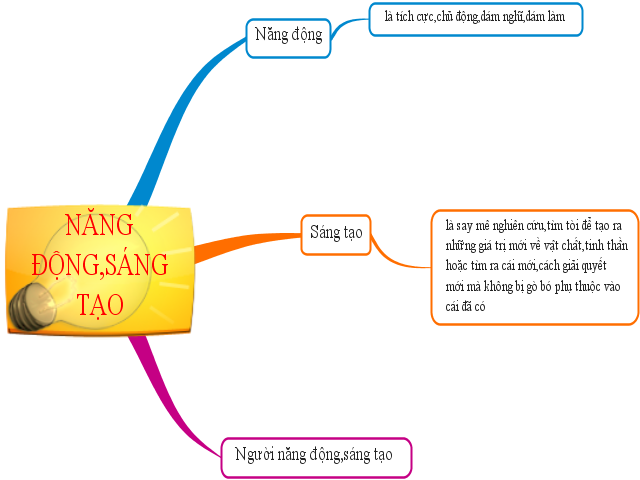 Năng động
là tích cực,chủ động,dám nghĩ,dám làm
NĂNG
ĐỘNG,SÁNG
TẠO
Sáng tạo
là say mê nghiên cứu,tìm tòi để tạo ra
những giá trị mới về vật chất,tinh thần
hoặc tìm ra cái mới,cách giải quyết
mới mà không bị gò bó phụ thuộc vào
cái đã có
Người năng động,sáng tạo